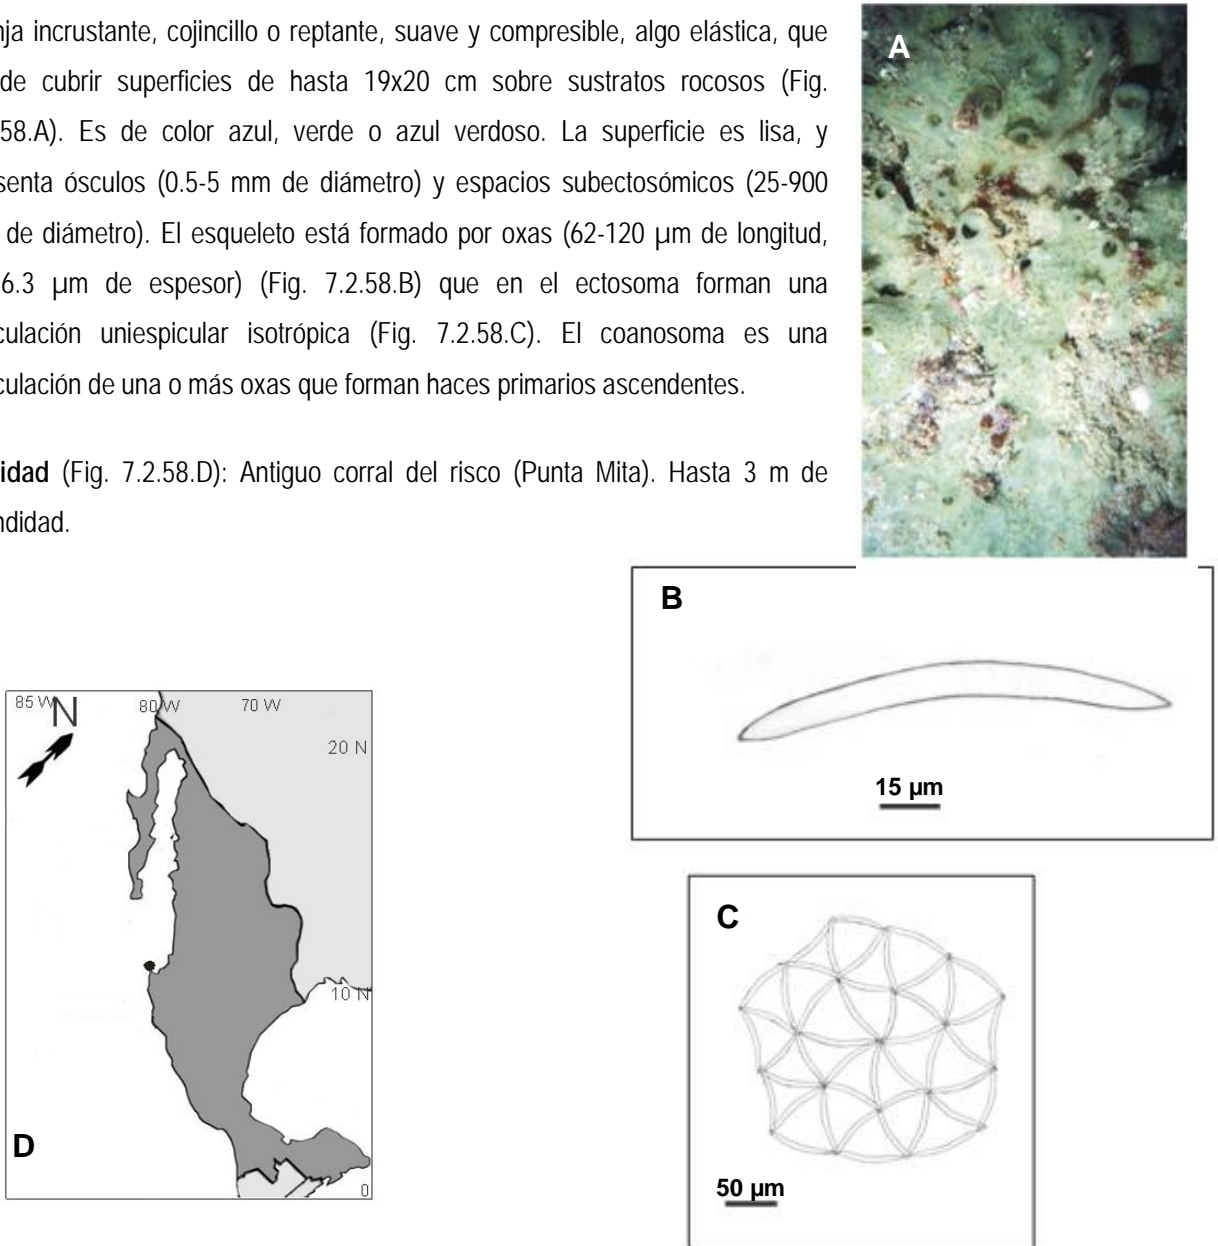 nja incrustante, cojincillo o reptante, suave y compresible, algo elástica, que
de cubrir superficies de hasta 19x20 cm sobre sustratos rocosos (Fig.
58.A). Es de color azul, verde o azul verdoso. La superficie es lisa, y
senta ósculos (0.5-5 mm de diámetro) y espacios subectosómicos (25-900
de diámetro). El esqueleto está formado por oxas (62-120 µm de longitud,
6.3 µm de espesor) (Fig. 7.2.58.B) que en el ectosoma forman una
culación uniespicular isotrópica (Fig. 7.2.58.C). El coanosoma es una
culación de una o más oxas que forman haces primarios ascendentes.
idad (Fig. 7.2.58.D): Antiguo corral del risco (Punta Mita). Hasta 3 m de
ndidad.
A
B
15 µm
85 W
N
80 W
70 W
20 N
10 N
D
0
C
50 µm